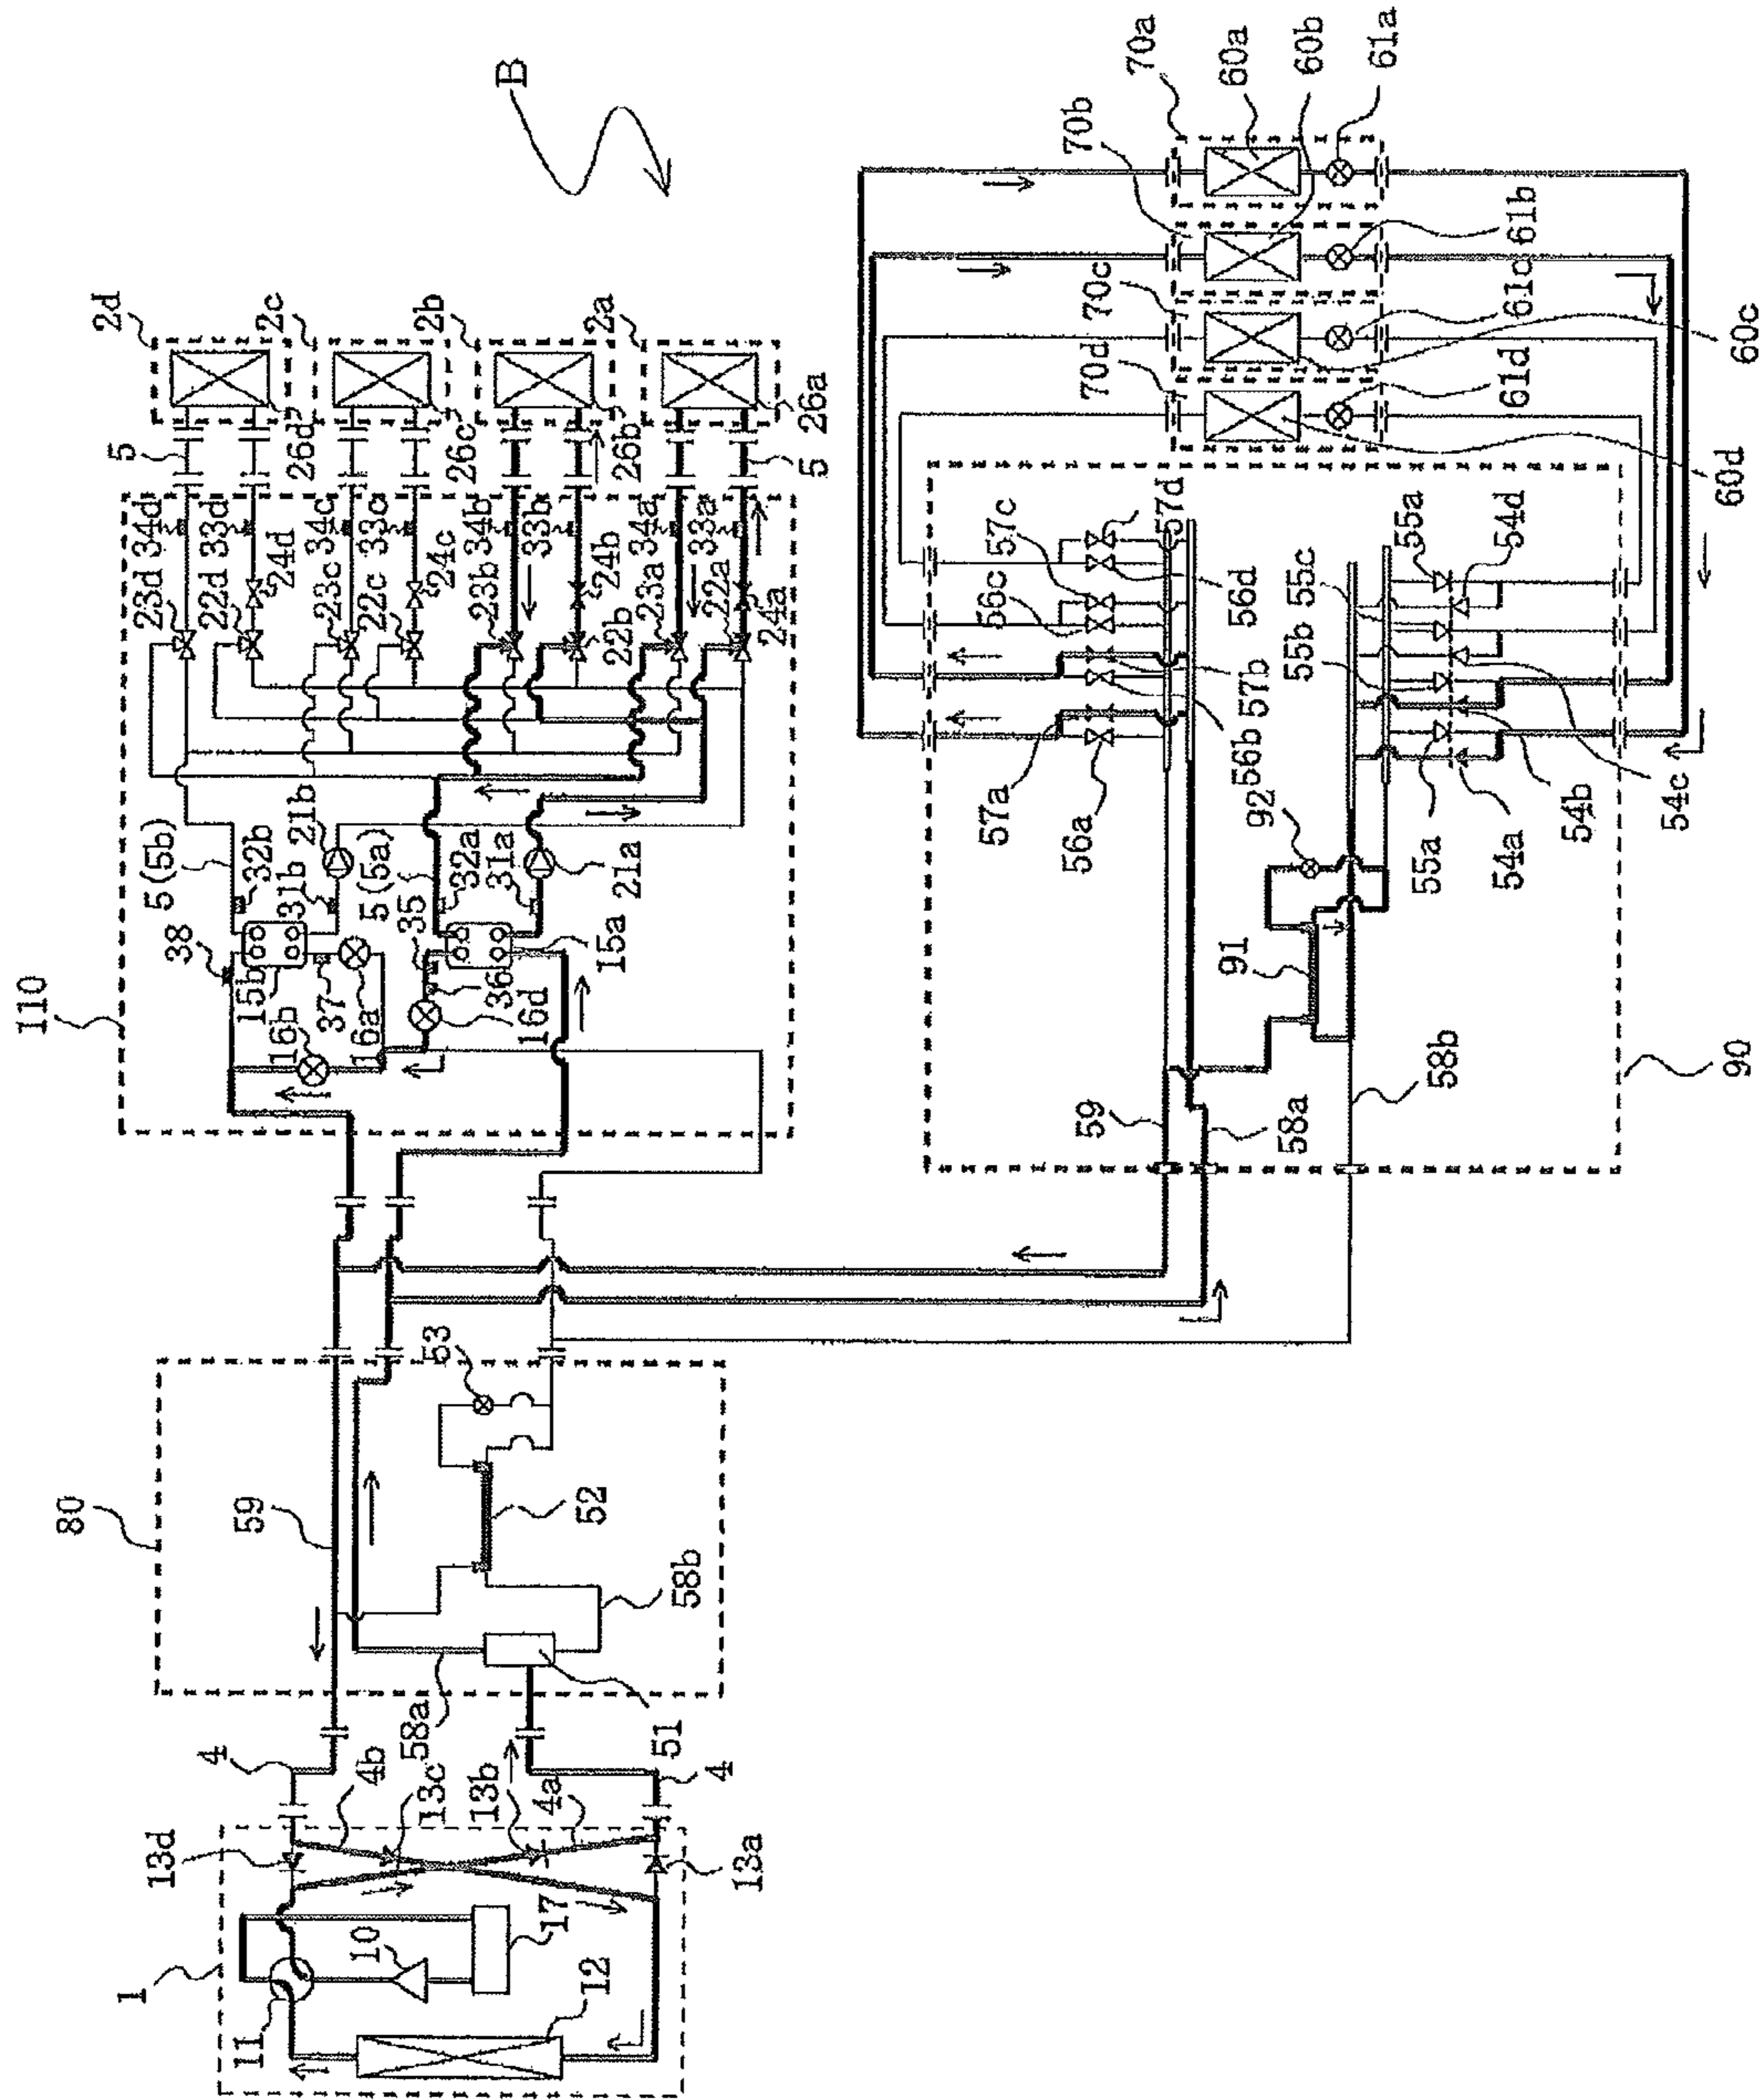 B
110
38
5(5b)
32b
31b
21b
15b
37
16a
16b
5(5a)
32a
31a
35
36
16d
15a
21a
23d
34d
22d
33d
24d
23c
34c
22c
33c
24c
23b
34b
33b
22b
24b
23a
34a
22a
33a
24a
5
5
2d
2c
2b
2a
26d
26c
26b
26a
80
59
53
52
58b
58a
51
1
11
10
17
12
13d
13c
13b
13a
4
4b
4a
4
59
58a
58b
90
91
92
57a
56a
56b
57b
56c
57c
57d
56d
55a
54a
54b
54c
55b
55c
55a
54d
70a
60a
60b
61a
70b
61b
70c
61c
60c
70d
61d
60d